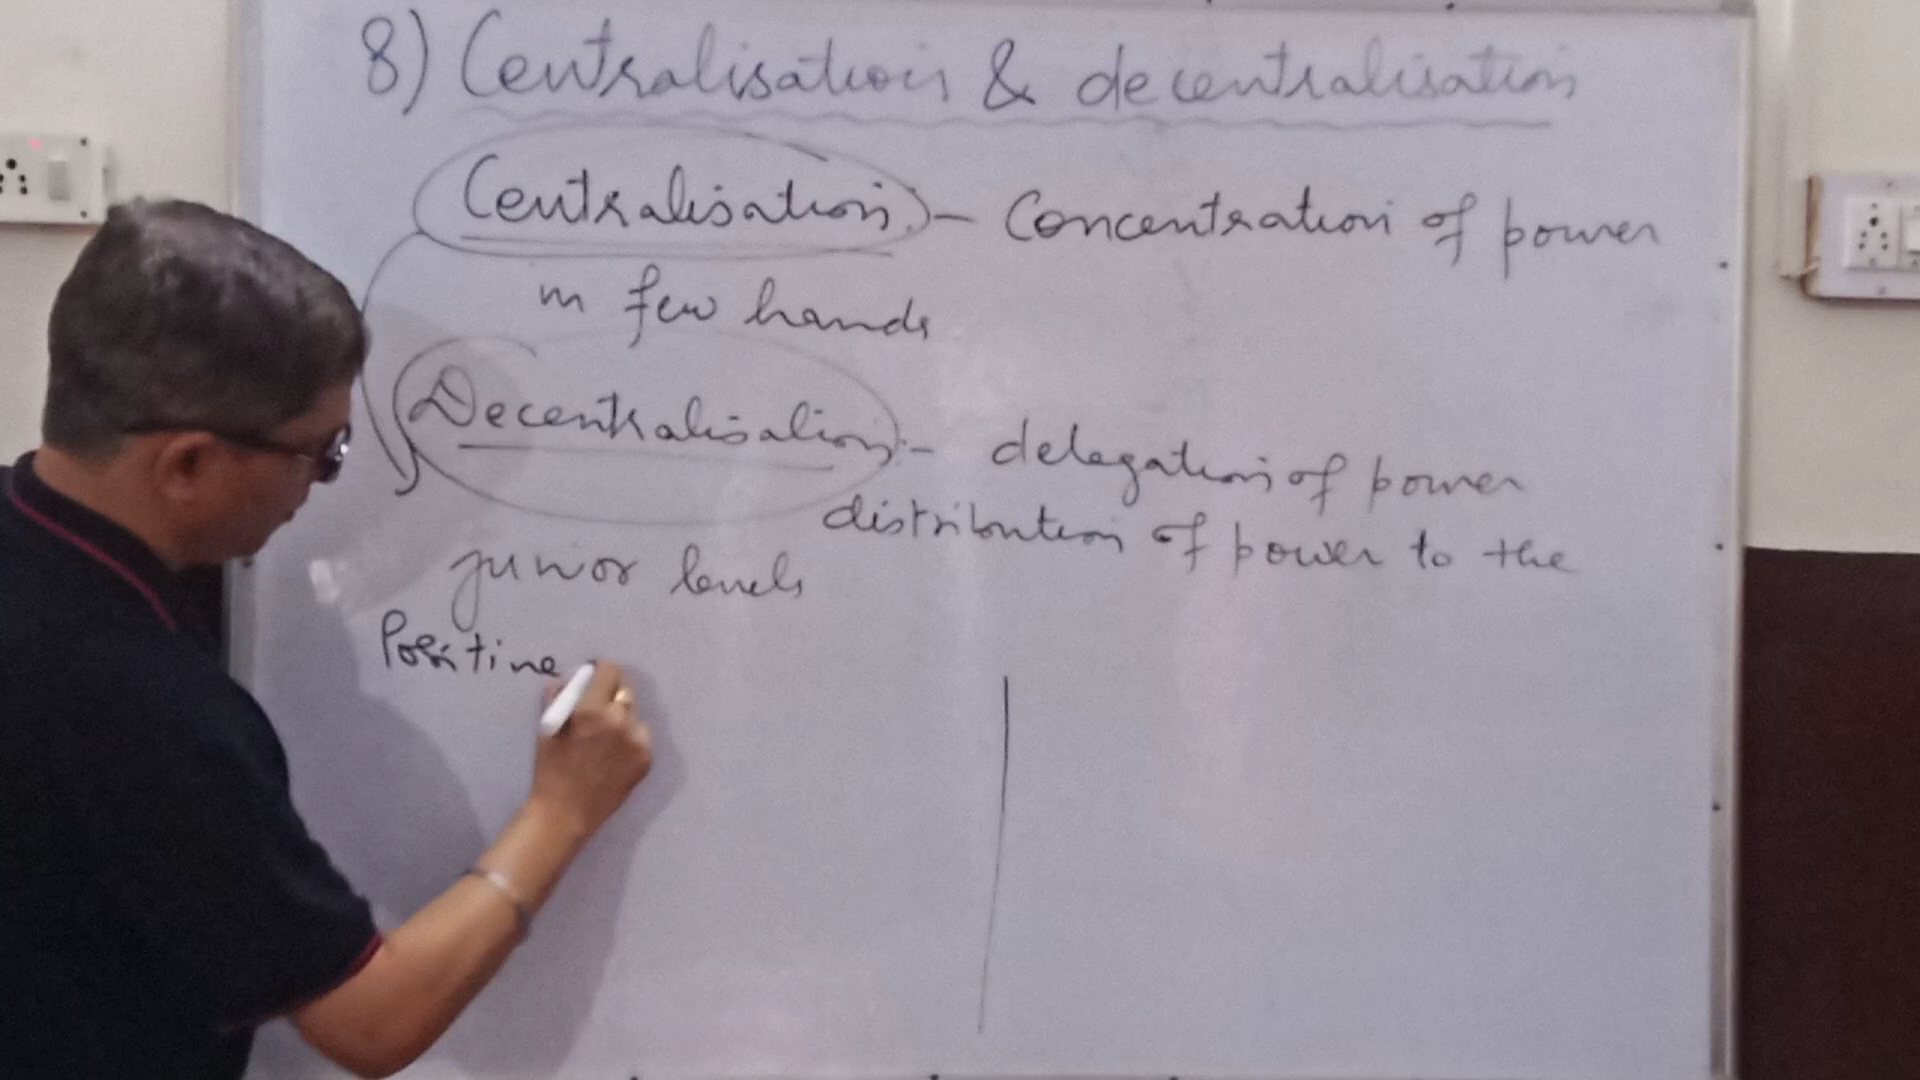 8) Centralisation & decentralisation
Centralisation :- Concentration of power
in few hands
Decentralisation :- delegation of power
distribution of power to the
junior levels
Positive